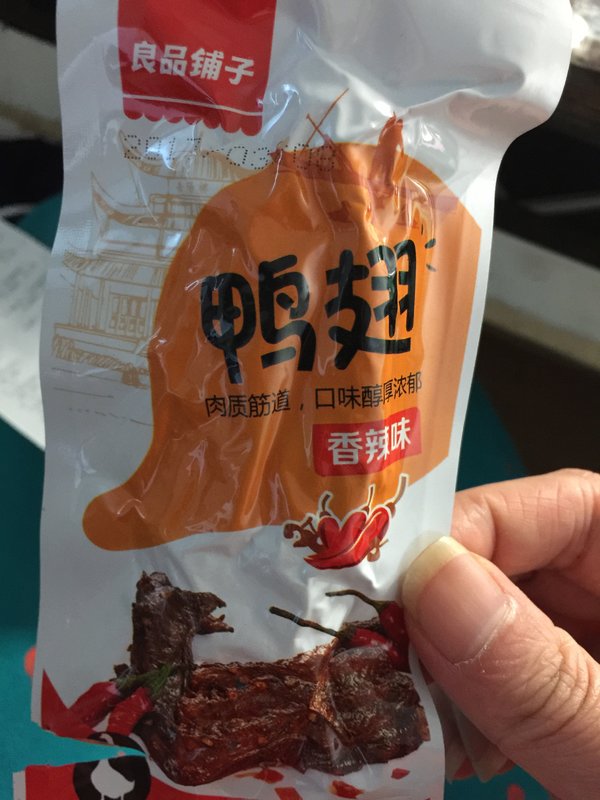 良品铺子
鸭翅
肉质筋道，口味醇厚浓郁
香辣味